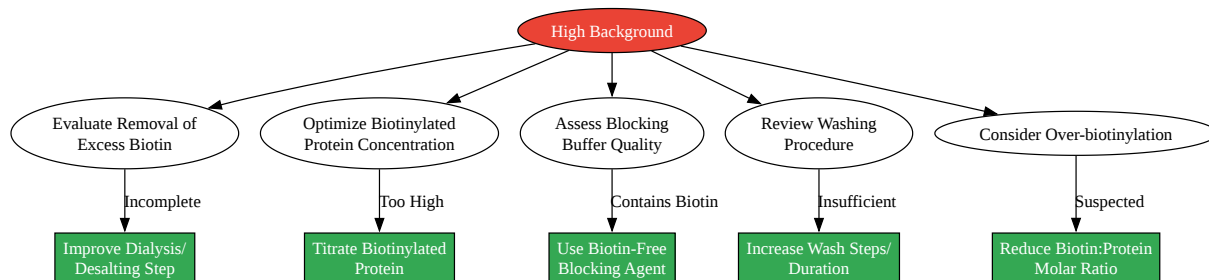 High Background
Evaluate Removal of
Excess Biotin
Optimize Biotinylated
Protein Concentration
Assess Blocking
Buffer Quality
Review Washing
Procedure
Consider Over-biotinylation
Incomplete
Too High
Contains Biotin
Insufficient
Suspected
Improve Dialysis/
Desalting Step
Titrate Biotinylated
Protein
Use Biotin-Free
Blocking Agent
Increase Wash Steps/
Duration
Reduce Biotin:Protein
Molar Ratio